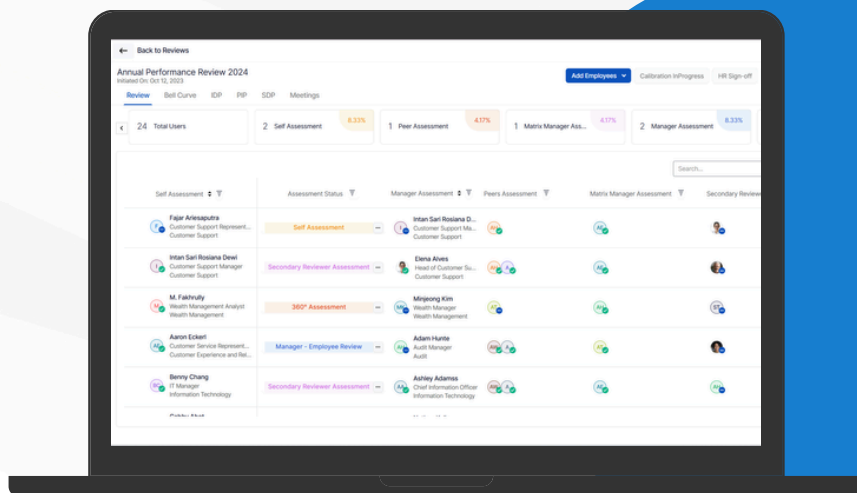 Back to Reviews
Annual Performance Review 2024
Initiated On: Oct 12, 2023
Add Employees
Calibration InProgress
HR Sign-off
Review Bell Curve IDP PIP SDP Meetings
24 Total Users
2 Self Assessment 8.33%
1 Peer Assessment 4.17%
1 Matrix Manager Ass... 4.17%
2 Manager Assessment 8.33%
Search...
Self Assessment Assessment Status Manager Assessment Peers Assessment Matrix Manager Assessment Secondary Review
Fajar Ariesaputra
Customer Support Represent...
Customer Support
Self Assessment
Intan Sari Rosiana D...
Customer Support Ma...
Customer Support
Intan Sari Rosiana Dewi
Customer Support Manager
Customer Support
Secondary Reviewer Assessment
Elena Alves
Head of Customer Su...
Customer Support
M. Fakhrully
Wealth Management Analyst
Wealth Management
360° Assessment
Minjeong Kim
Wealth Manager
Wealth Management
Aaron Eckerl
Customer Service Represent...
Customer Experience and Rel...
Manager - Employee Review
Adam Hunte
Audit Manager
Audit
Benny Chang
IT Manager
Information Technology
Secondary Reviewer Assessment
Ashley Adamss
Chief Information Officer
Information Technology